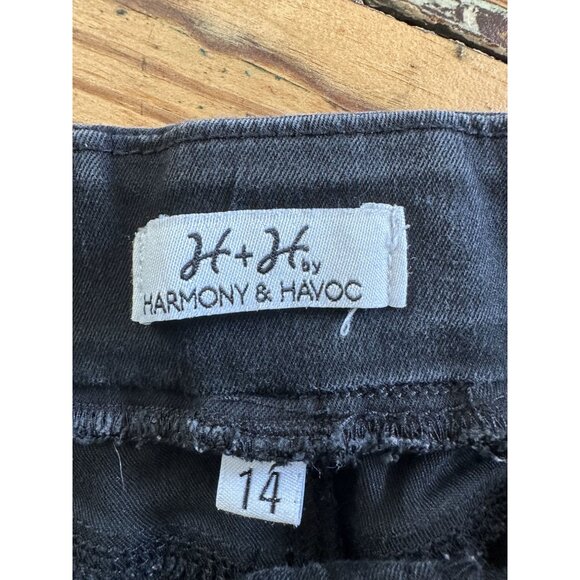 H + H by
HARMONY & HAVOC
14